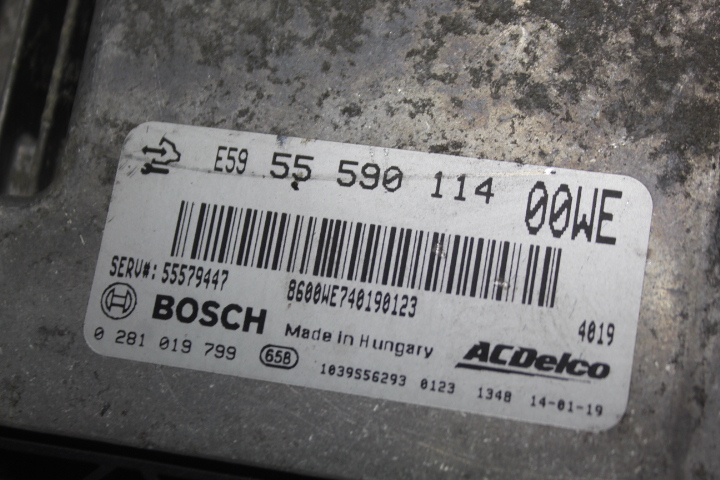 E59 55 590 114 00WE
SERV#: 55579447 8600WE740190123
BOSCH Made in Hungary 4019
0 281 019 799 658 ACDelco
1039S56293 0123 1348 14-01-19